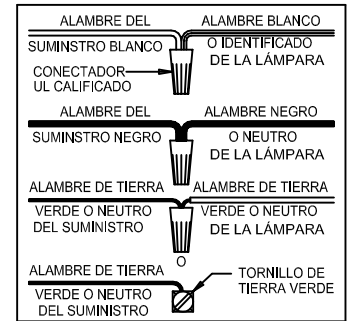 ALAMBRE DEL
SUMINSTRO BLANCO
ALAMBRE BLANCO
O IDENTIFICADO
DE LA LÁMPARA
CONECTADOR
UL CALIFICADO
ALAMBRE DEL
SUMINSTRO NEGRO
ALAMBRE NEGRO
O NEUTRO
DE LA LÁMPARA
ALAMBRE DE TIERRA
VERDE O NEUTRO
DEL SUMINISTRO
ALAMBRE DE TIERRA
VERDE O NEUTRO
DE LA LÁMPARA
O
ALAMBRE DE TIERRA
VERDE O NEUTRO
DEL SUMINISTRO
TORNILLO DE
TIERRA VERDE